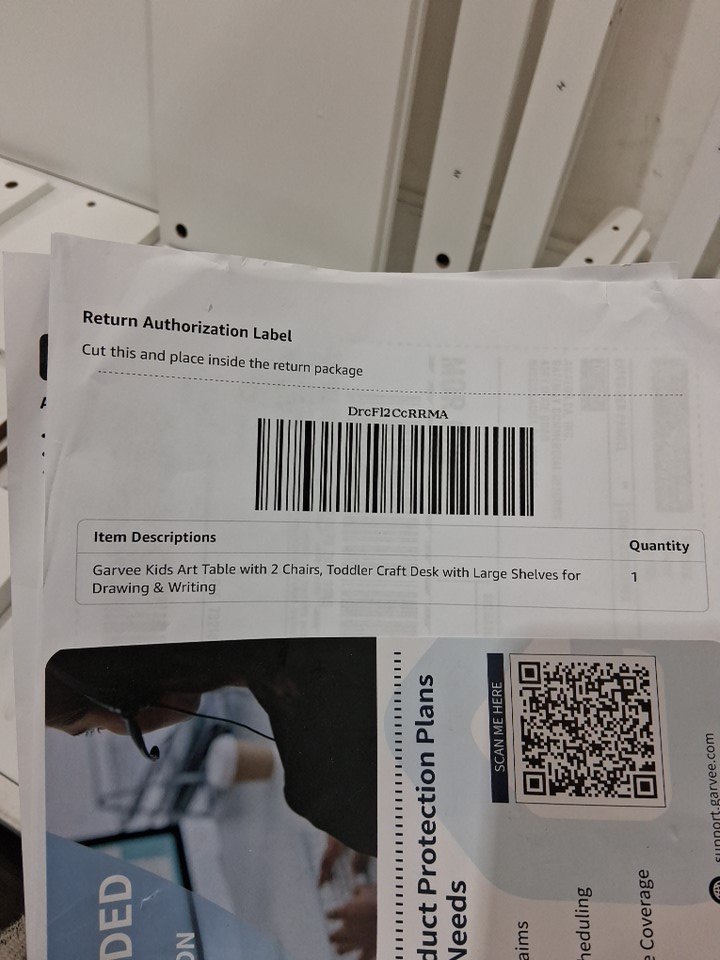 Return Authorization Label
Cut this and place inside the return package
DrcFl2CcRRMA
Item Descriptions
Quantity
Garvee Kids Art Table with 2 Chairs, Toddler Craft Desk with Large Shelves for
Drawing & Writing
1
DED
ON
duct Protection Plans
Needs
SCAN ME HERE
aims
heduling
e Coverage
support.garvee.com